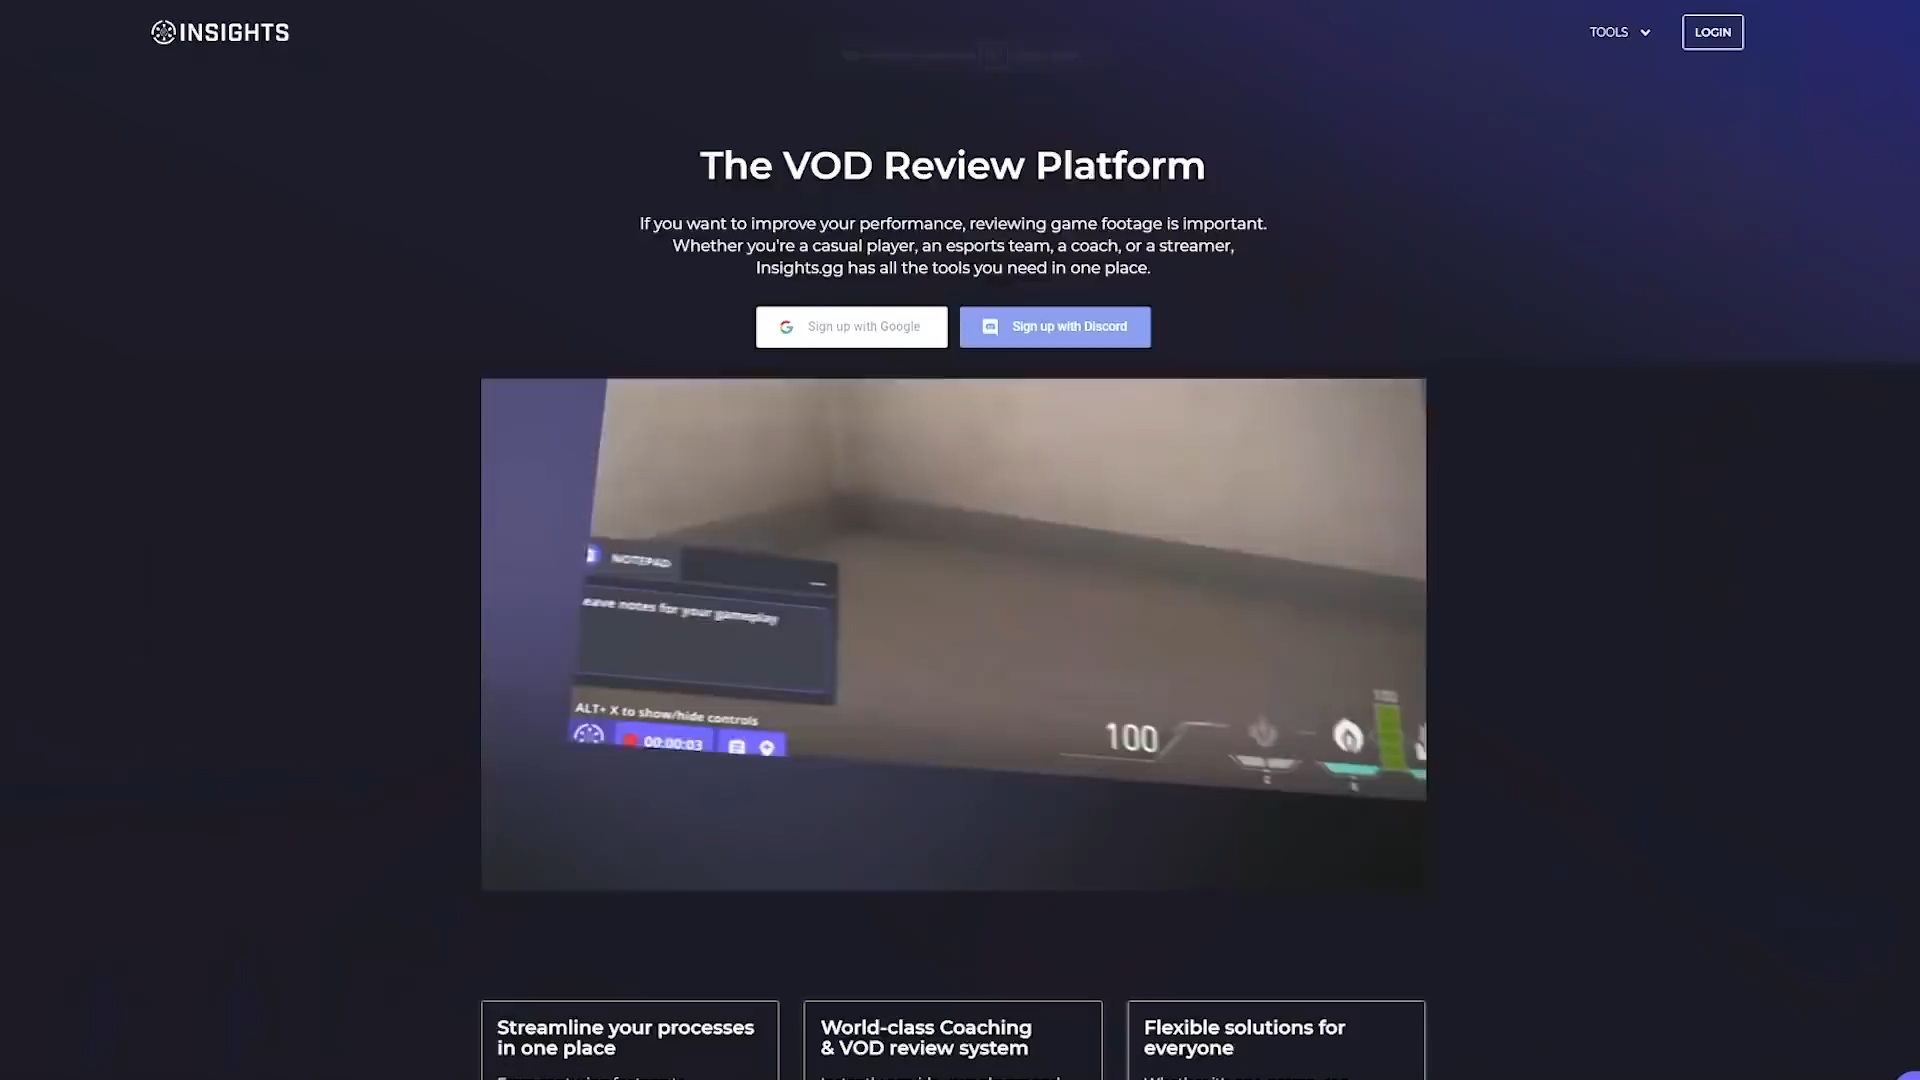 INSIGHTS
TOOLS
LOGIN
The VOD Review Platform
If you want to improve your performance, reviewing game footage is important.
Whether you're a casual player, an esports team, a coach, or a streamer,
Insights.gg has all the tools you need in one place.
Sign up with Google
Sign up with Discord
NOTEPAD
eave notes for your gameplay
ALT+ X to show/hide controls
00:00:03
100
100
Streamline your processes
in one place
World-class Coaching
& VOD review system
Flexible solutions for
everyone